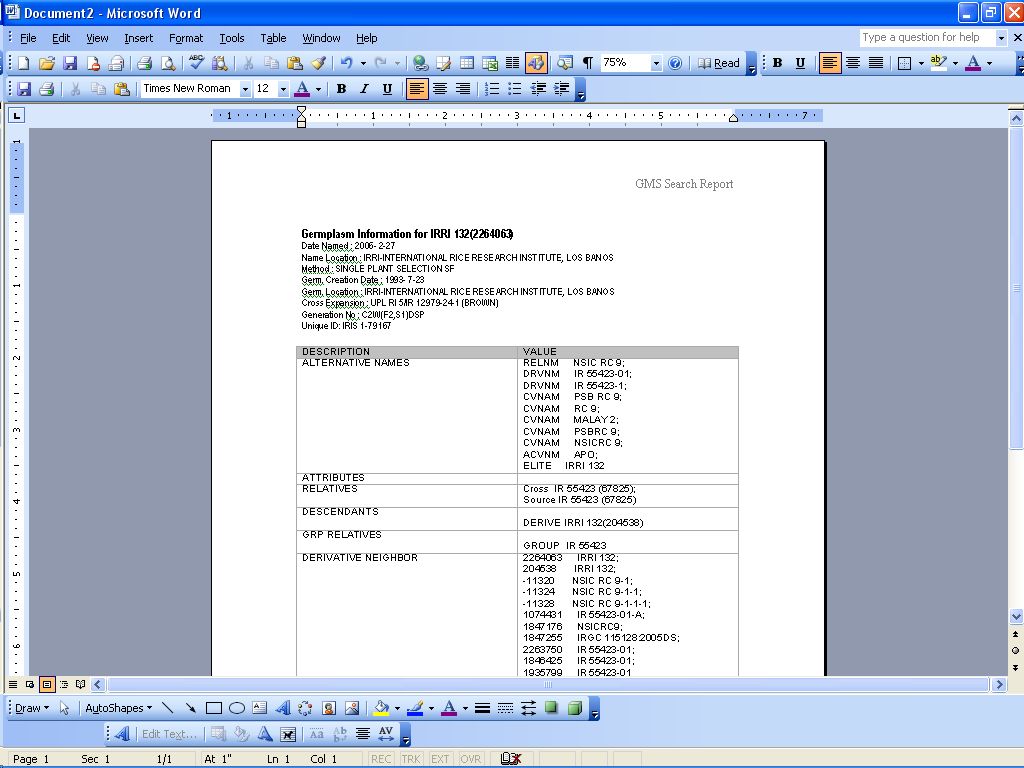 Document2 - Microsoft Word
File Edit View Insert Format Tools Table Window Help
Type a question for help
75%
Read
B U
Times New Roman 12
B I U
1 1 2 3 4 5 7
GMS Search Report
Germplasm Information for IRRI 132(2264063)
Date Named : 2006- 2-27
Name Location : IRRI-INTERNATIONAL RICE RESEARCH INSTITUTE, LOS BANOS
Method : SINGLE PLANT SELECTION SF
Germ. Creation Date : 1993- 7-23
Germ. Location : IRRI-INTERNATIONAL RICE RESEARCH INSTITUTE, LOS BANOS
Cross Expansion : UPL RI 5/IR 12979-24-1 (BROWN)
Generation No : C2W(F2,S1)DSP
Unique ID: IRIS 1-79167
DESCRIPTION VALUE
ALTERNATIVE NAMES RELNM NSIC RC 9;
DRVNM IR 55423-01;
DRVNM IR 55423-1;
CVNAM PSB RC 9;
CVNAM RC 9;
CVNAM MALAY 2;
CVNAM PSBRC 9;
CVNAM NSICRC 9;
ACVNM APO;
ELITE IRRI 132
ATTRIBUTES
RELATIVES Cross IR 55423 (67825);
Source IR 55423 (67825)
DESCENDANTS
DERIVE IRRI 132(204538)
GRP RELATIVES
GROUP IR 55423
DERIVATIVE NEIGHBOR 2264063 IRRI 132;
204538 IRRI 132;
-11320 NSIC RC 9-1;
-11324 NSIC RC 9-1-1;
-11328 NSIC RC 9-1-1-1;
1074431 IR 55423-01-A;
1847176 NSICRC9;
1847255 IRGC 115128:2005DS;
2263750 IR 55423-01;
1846425 IR 55423-01;
1935799 IR 55423-01
Draw AutoShapes
Edit Text...
Page 1 Sec 1 1/1 At 1" Ln 1 Col 1 REC TRK EXT OVR